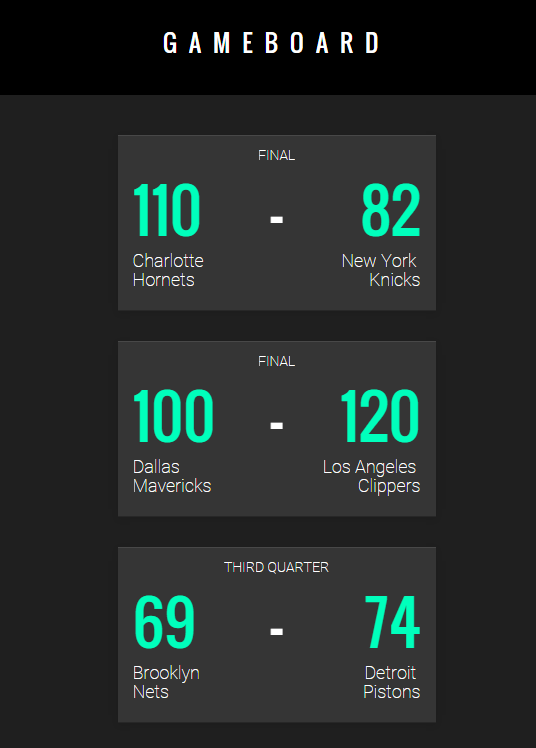 GAMEBOARD
FINAL
110 - 82
Charlotte Hornets
New York Knicks
FINAL
100 - 120
Dallas Mavericks
Los Angeles Clippers
THIRD QUARTER
69 - 74
Brooklyn Nets
Detroit Pistons